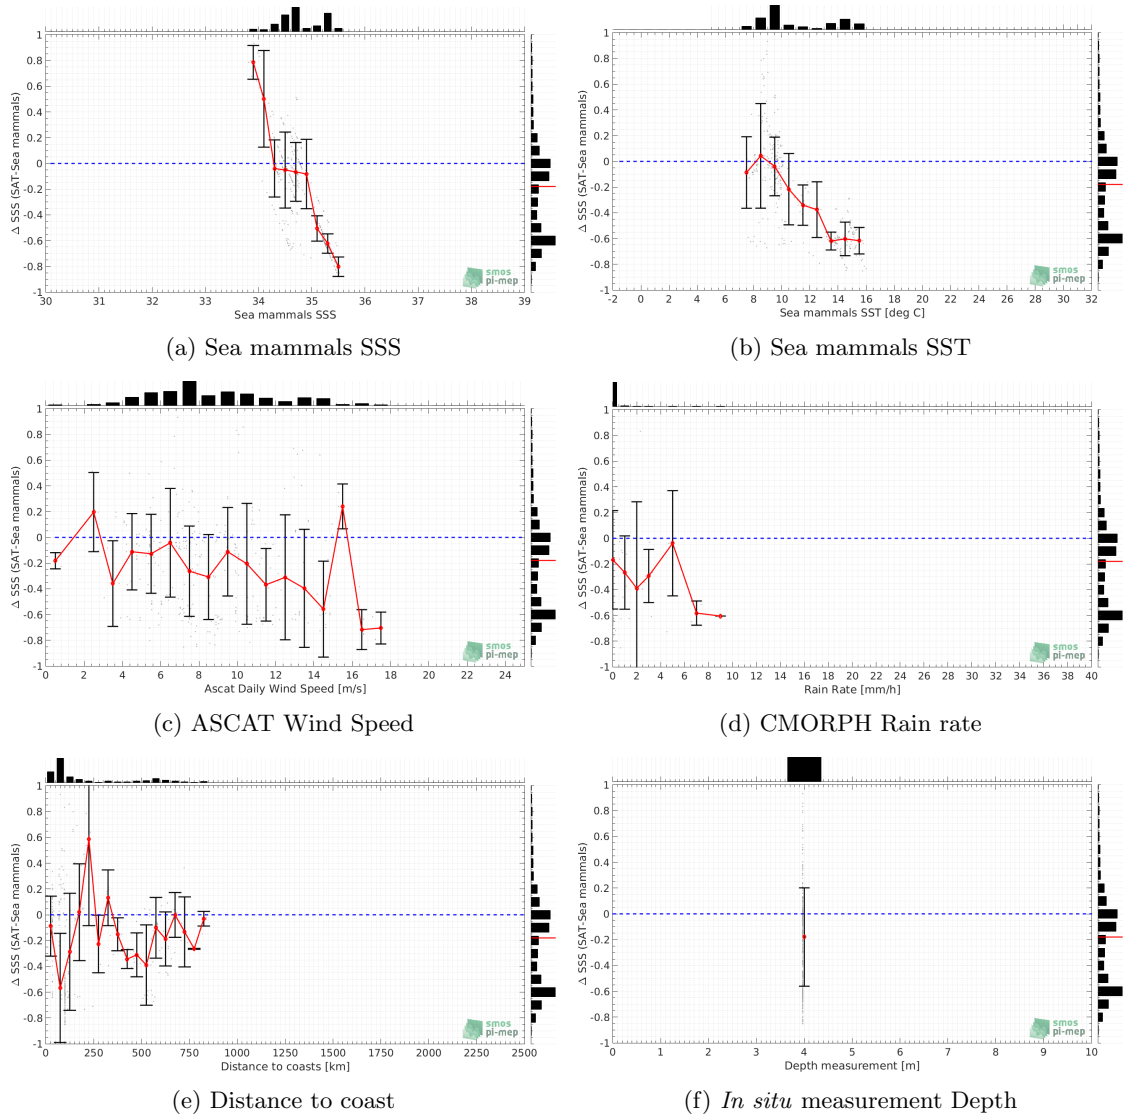 1
0.8
0.6
0.4
0.2
0
-0.2
-0.4
-0.6
-0.8
-1
Δ SSS (SAT-Sea mammals)
30 31 32 33 34 35 36 37 38 39
Sea mammals SSS
smos
pi-mep
(a) Sea mammals SSS
1
0.8
0.6
0.4
0.2
0
-0.2
-0.4
-0.6
-0.8
-1
Δ SSS (SAT-Sea mammals)
-2 0 2 4 6 8 10 12 14 16 18 20 22 24 26 28 30 32
Sea mammals SST [deg C]
smos
pi-mep
(b) Sea mammals SST
1
0.8
0.6
0.4
0.2
0
-0.2
-0.4
-0.6
-0.8
-1
Δ SSS (SAT-Sea mammals)
0 2 4 6 8 10 12 14 16 18 20 22 24
Ascat Daily Wind Speed [m/s]
smos
pi-mep
(c) ASCAT Wind Speed
1
0.8
0.6
0.4
0.2
0
-0.2
-0.4
-0.6
-0.8
-1
Δ SSS (SAT-Sea mammals)
0 2 4 6 8 10 12 14 16 18 20 22 24 26 28 30 32 34 36 38 40
Rain Rate [mm/h]
smos
pi-mep
(d) CMORPH Rain rate
1
0.8
0.6
0.4
0.2
0
-0.2
-0.4
-0.6
-0.8
-1
Δ SSS (SAT-Sea mammals)
0 250 500 750 1000 1250 1500 1750 2000 2250 2500
Distance to coasts [km]
smos
pi-mep
(e) Distance to coast
1
0.8
0.6
0.4
0.2
0
-0.2
-0.4
-0.6
-0.8
-1
Δ SSS (SAT-Sea mammals)
0 1 2 3 4 5 6 7 8 9 10
Depth measurement [m]
smos
pi-mep
(f) In situ measurement Depth